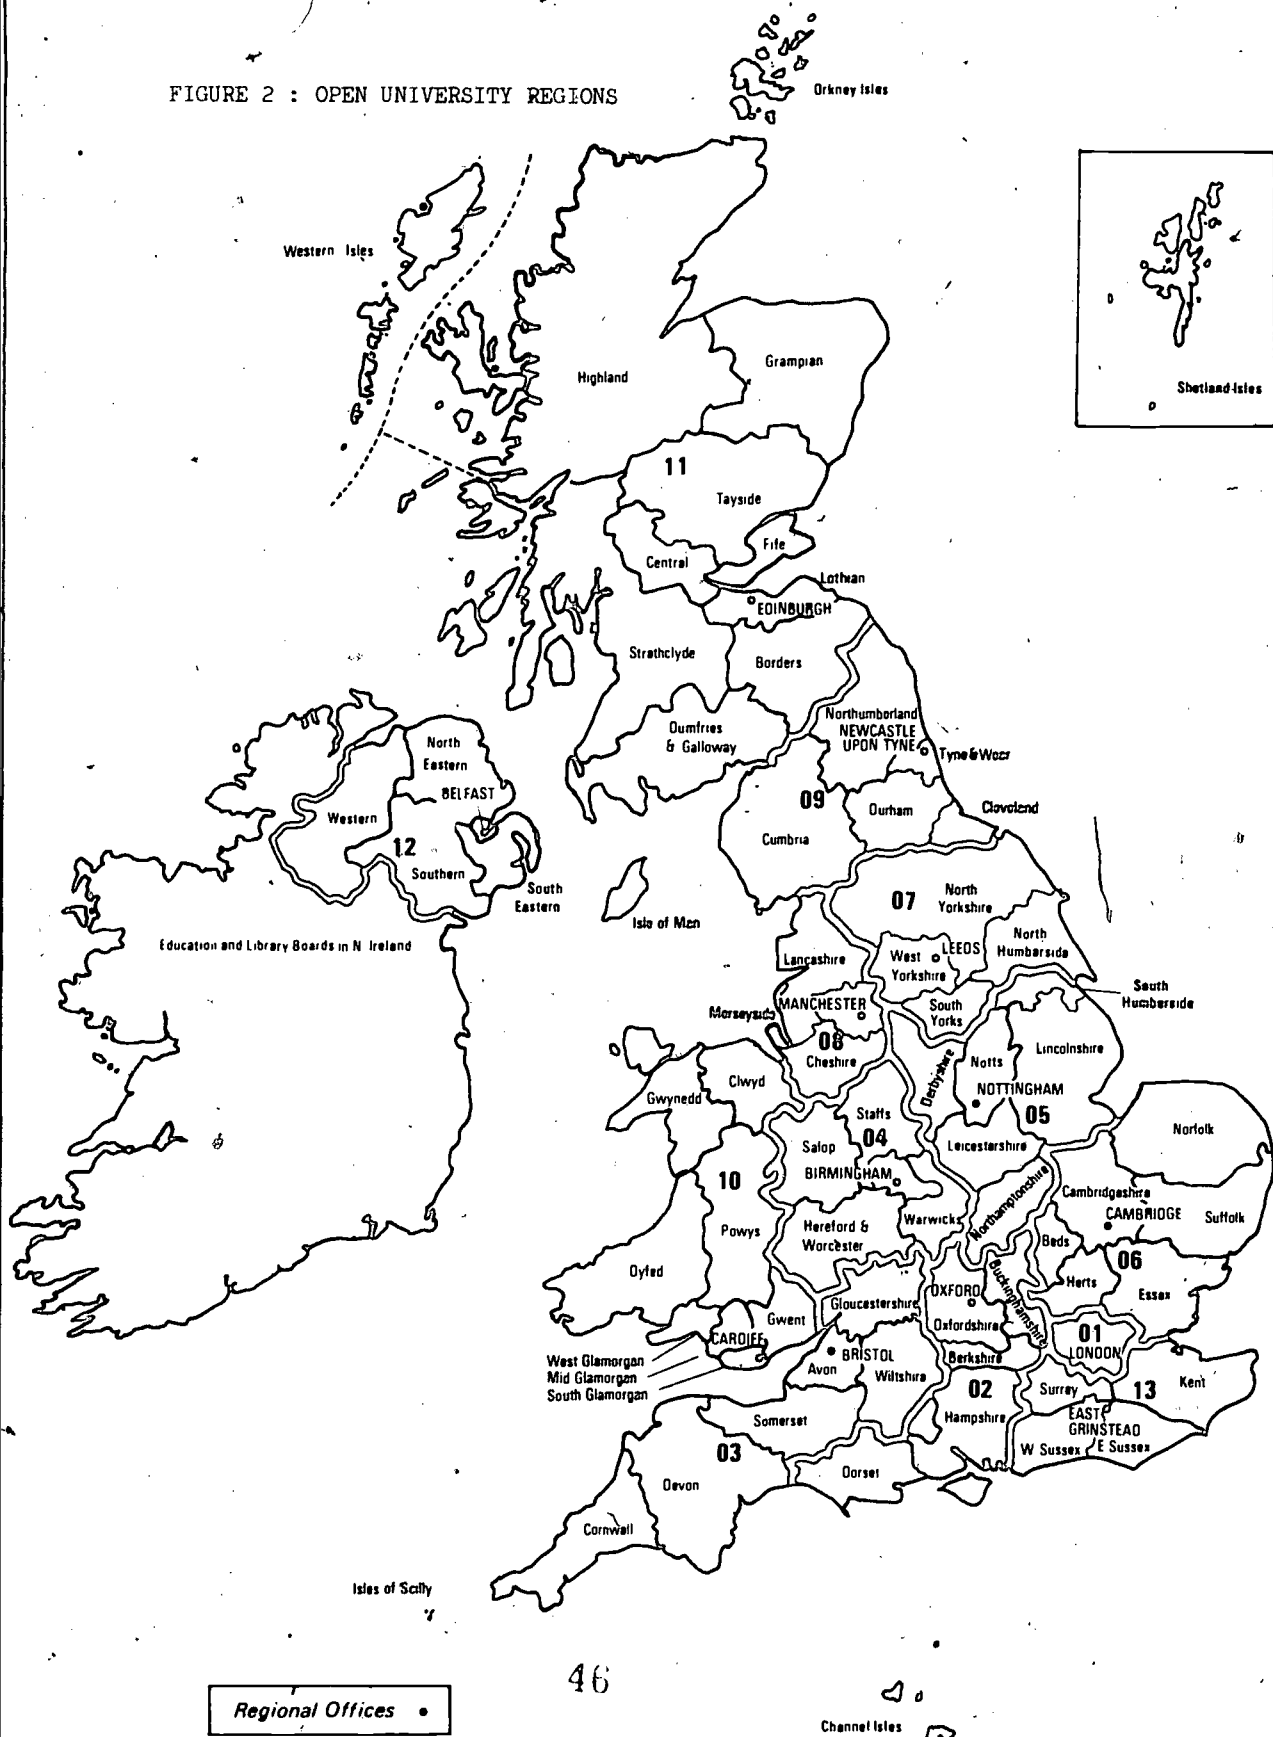 FIGURE 2 : OPEN UNIVERSITY REGIONS
Orkney Isles
Western Isles
Shetland Isles
Highland
Grampian
11
Tayside
Fife
Central
Lothian
EDINBURGH
Strathclyde
Borders
Dumfries
& Galloway
Northumberland
NEWCASTLE
UPON TYNE
Tyne & Wear
North
Eastern
BELFAST
Western
12
Southern
South
Eastern
09
Durham
Cleveland
Cumbria
Isle of Man
Education and Library Boards in N Ireland
07
North
Yorkshire
North
Humberside
Lancashire
West
Yorkshire
LEEDS
South
Humberside
South
Yorks
Merseyside
MANCHESTER
08
Cheshire
Derbyshire
Notts
Lincolnshire
NOTTINGHAM
05
Clwyd
Gwynedd
Staffs
04
Salop
Leicestershire
Norfolk
BIRMINGHAM
10
Northamptonshire
Cambridgeshire
CAMBRIDGE
Suffolk
Powys
Hereford &
Worcester
Warwicks
Beds
06
Dyfed
Herts
Essex
Buckinghamshire
OXFORD
Oxfordshire
Gloucestershire
Gwent
CARDIFF
01
LONDON
West Glamorgan
Mid Glamorgan
South Glamorgan
BRISTOL
Avon
Wiltshire
Berkshire
02
Hampshire
Surrey
13
Kent
EAST
GRINSTEAD
W Sussex
E Sussex
Somerset
03
Devon
Dorset
Cornwall
Isles of Scilly
46
Regional Offices •
Channel Isles